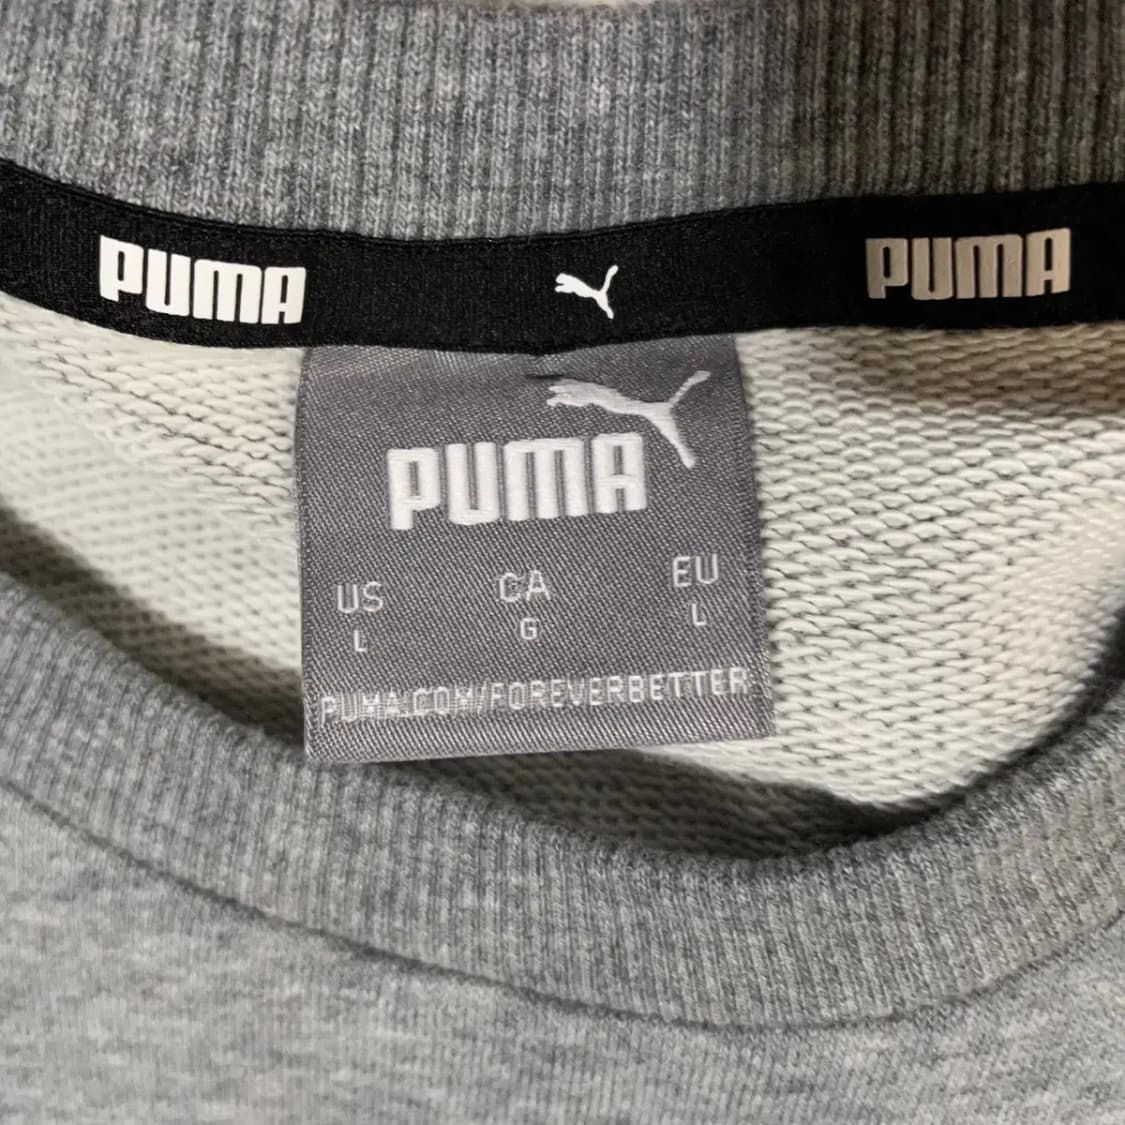 PUMA PUMA
PUMA
US CA EU
L G L
PUMA.COM/FOREVERBETTER